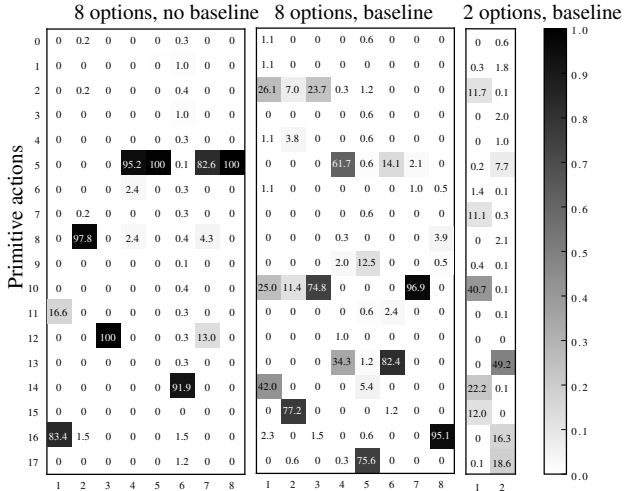 8 options, no baseline 8 options, baseline 2 options, baseline
Primitive actions
0 0 0.2 0 0 0 0.3 0 0 1.1 0 0 0 0.6 0 0 0 0 0.6 1.0
1 0 0 0 0 0 1.0 0 0 1.1 0 0 0 0 0 0 0 0.3 1.8 0.9
2 0 0.2 0 0 0 0.4 0 0 26.1 7.0 23.7 0.3 1.2 0 0 0 11.7 0.1 0.8
3 0 0 0 0 0 1.0 0 0 0 0 0 0 0.6 0 0 0 0 2.0
4 0 0 0 0 0 0.3 0 0 1.1 3.8 0 0 0 0 0 0 0 1.0 0.7
5 0 0 0 95.2 100 0.1 82.6 100 0 0 0 61.7 0.6 14.1 2.1 0 0.2 7.7
6 0 0 0 2.4 0 0.3 0 0 1.1 0 0 0 0 0 1.0 0.5 1.4 0.1 0.6
7 0 0.2 0 0 0 0.3 0 0 0 0 0 0 0.6 0 0 0 11.1 0.3
8 0 97.8 0 2.4 0 0.4 4.3 0 0 0 0 0.3 0 0 0 3.9 0 2.1 0.5
9 0 0 0 0 0 0.1 0 0 0 0 0 2.0 12.5 0 0 0.5 0.4 0.1
10 0 0 0 0 0 0.4 0 0 25.0 11.4 74.8 0 0 0 96.9 0 40.7 0.1 0.4
11 16.6 0 0 0 0 0.3 0 0 0 0 0 0 0.6 2.4 0 0 0 0.1
12 0 0 100 0 0 0.3 13.0 0 0 0 0 1.0 0 0 0 0 0 0 0.3
13 0 0 0 0 0 0.3 0 0 0 0 0 34.3 1.2 82.4 0 0 0 49.2
14 0 0 0 0 0 91.9 0 0 42.0 0 0 0 5.4 0 0 0 22.2 0.1 0.2
15 0 0 0 0 0 0 0 0 0 77.2 0 0 0 1.2 0 0 12.0 0
16 83.4 1.5 0 0 0 1.5 0 0 2.3 0 1.5 0 0.6 0 0 95.1 0 16.3 0.1
17 0 0 0 0 0 1.2 0 0 0 0.6 0 0.3 75.6 0 0 0 0.1 18.6 0.0
1 2 3 4 5 6 7 8 1 2 3 4 5 6 7 8 1 2